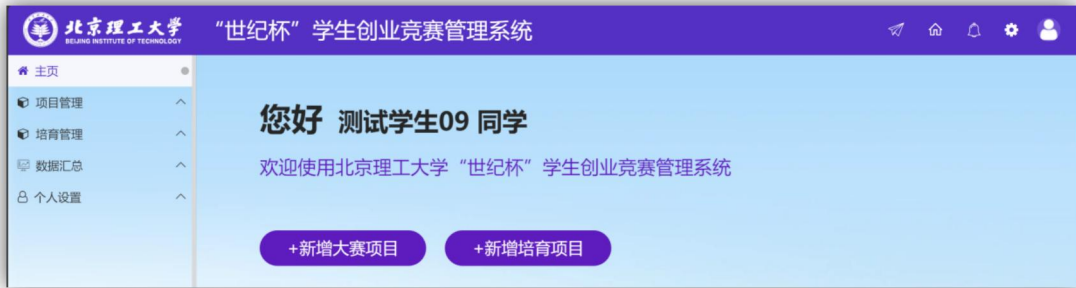 北京理工大学
BEIJING INSTITUTE OF TECHNOLOGY
“世纪杯”学生创业竞赛管理系统
主页
项目管理
培育管理
数据汇总
个人设置
您好 测试学生09 同学
欢迎使用北京理工大学“世纪杯”学生创业竞赛管理系统
+新增大赛项目
+新增培育项目